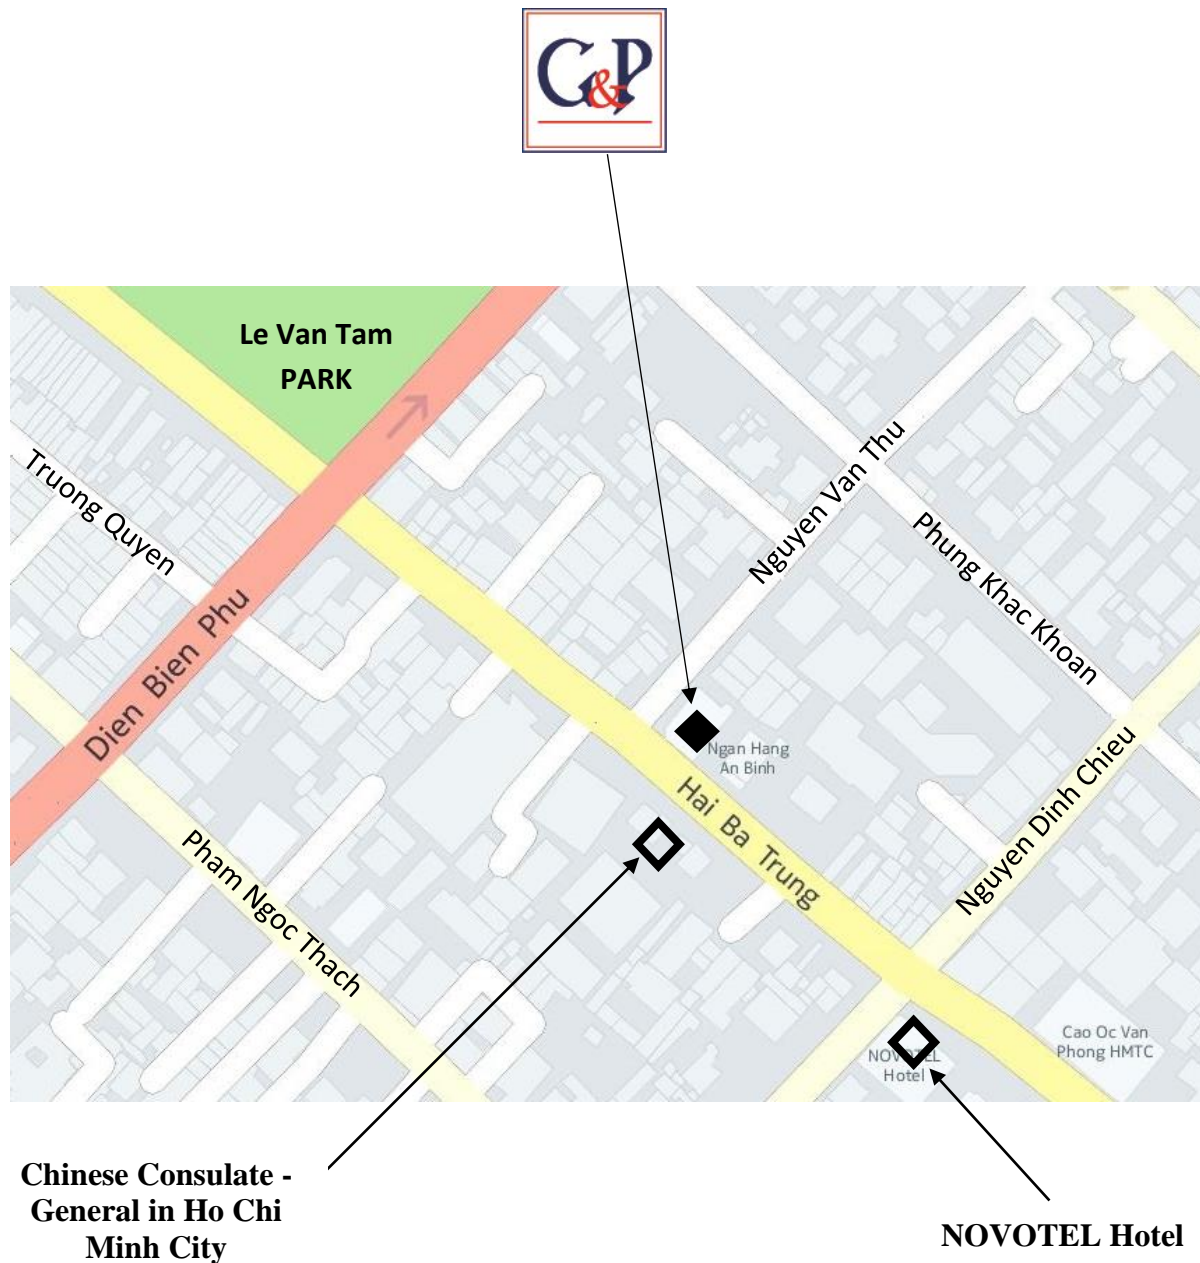 G&P
Le Van Tam
PARK
Truong Quyen
Dien Bien Phu
Nguyen Van Thu
Phung Khac Khoan
Ngan Hang
An Binh
Hai Ba Trung
Nguyen Dinh Chieu
Pham Ngoc Thach
Cao Oc Van
Phong HMTC
NOVOTEL
Hotel
Chinese Consulate -
General in Ho Chi
Minh City
NOVOTEL Hotel